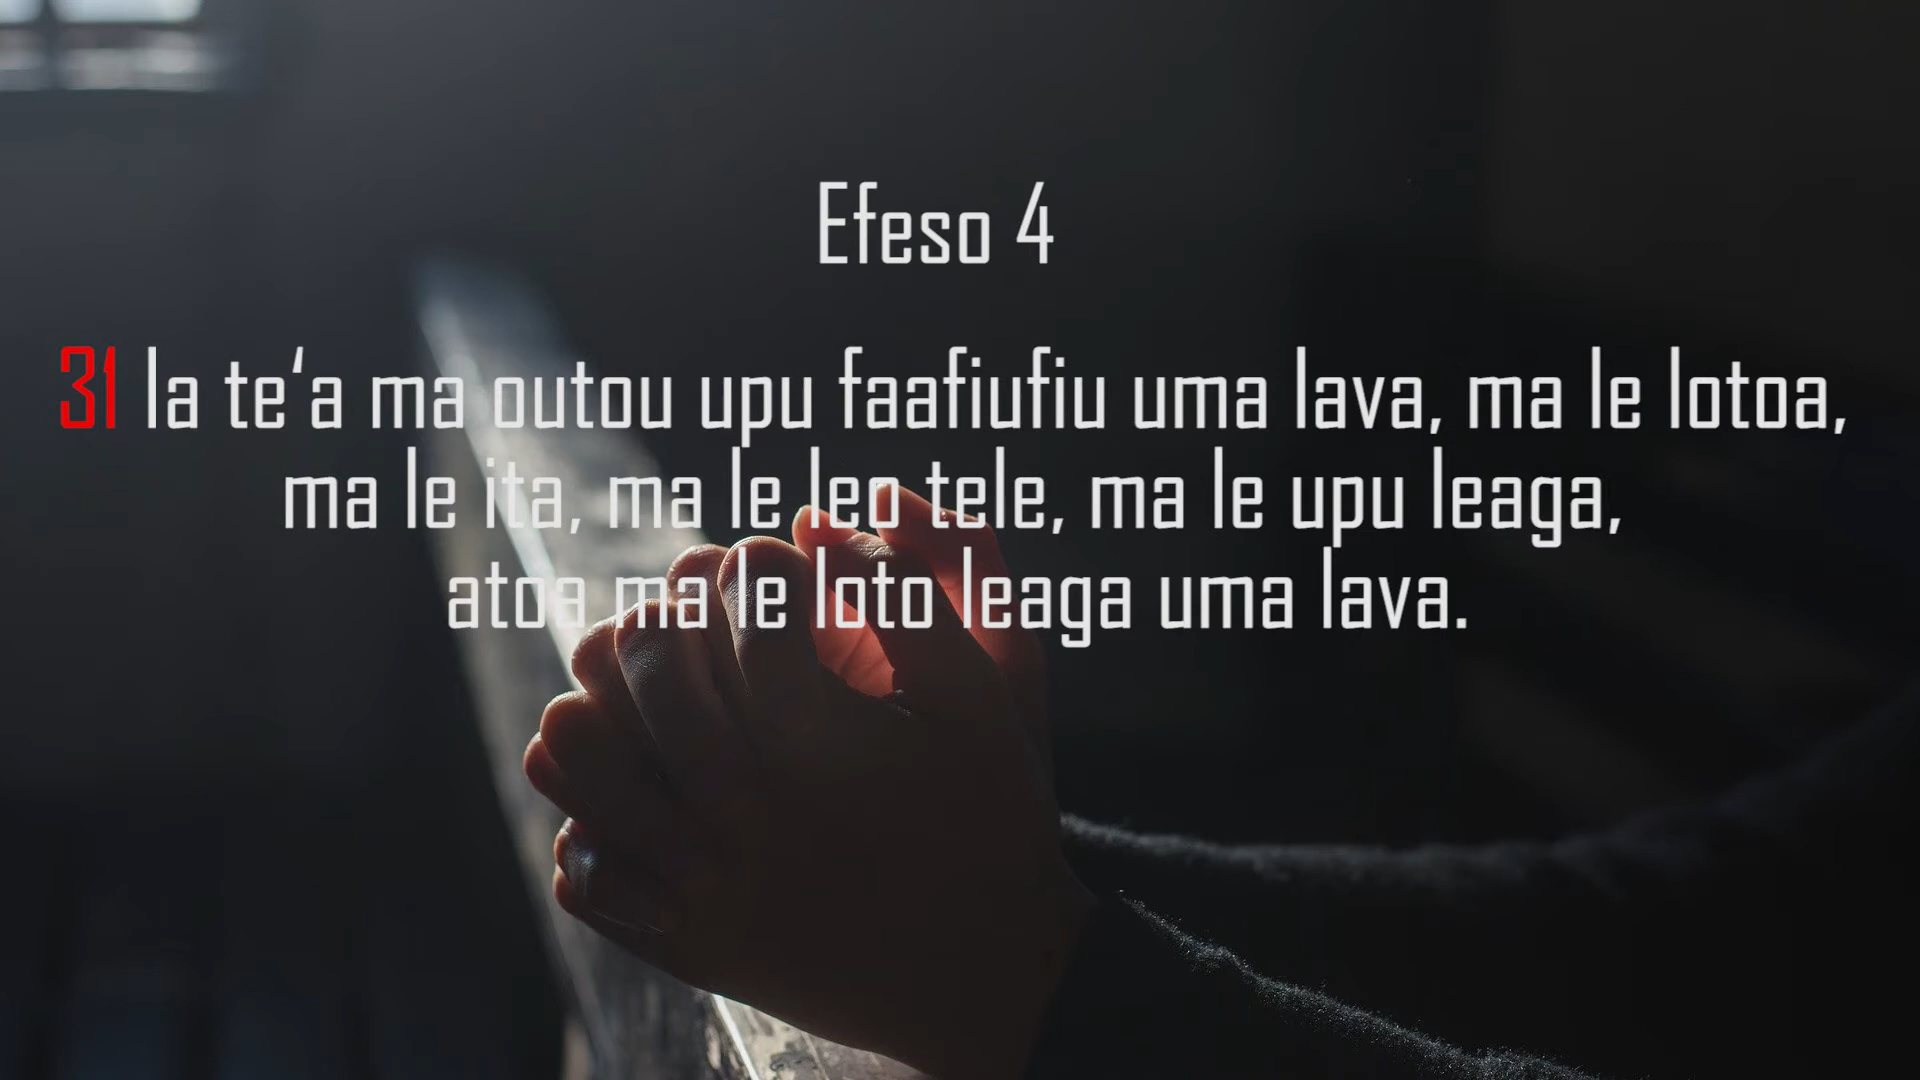 Efeso 4
31 Ia te‘a ma outou upu faafiufiu uma lava, ma le lotoa,
ma le ita, ma le leo tele, ma le upu leaga,
atoa ma le loto leaga uma lava.